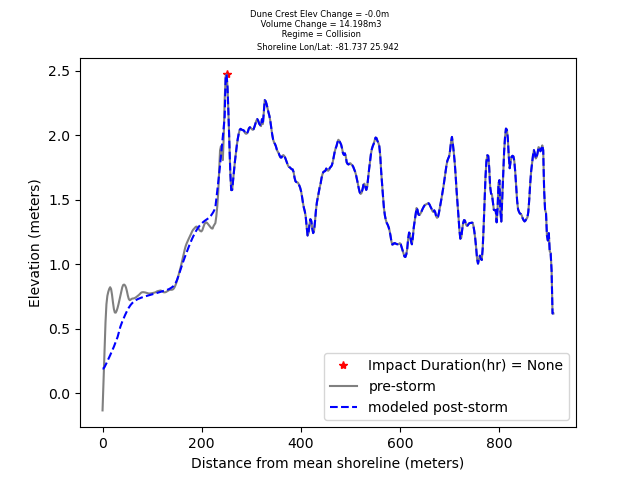 Dune Crest Elev Change = -0.0m
Volume Change = 14.198m3
Regime = Collision
Shoreline Lon/Lat: -81.737 25.942
2.5
2.0
1.5
1.0
0.5
0.0
Elevation (meters)
Impact Duration(hr) = None
pre-storm
modeled post-storm
0 200 400 600 800
Distance from mean shoreline (meters)